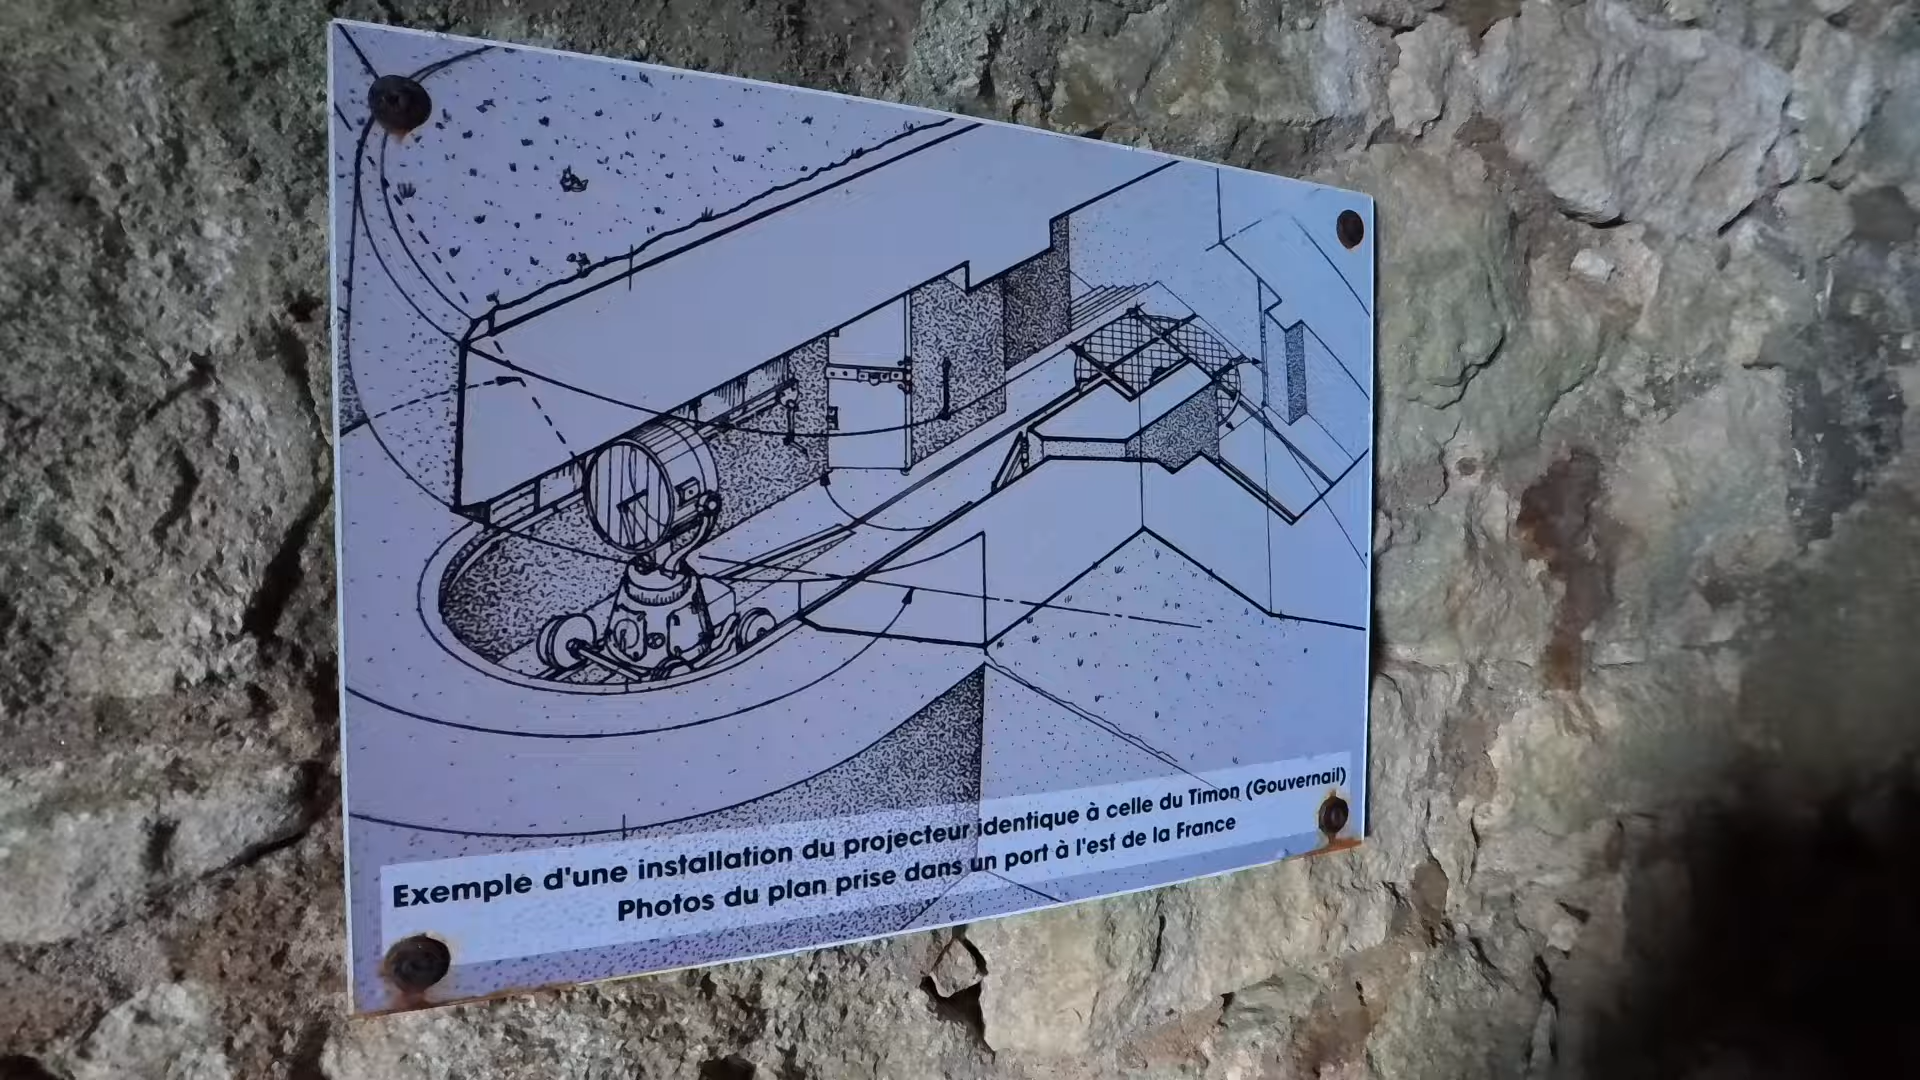 Exemple d'une installation du projecteur identique à celle du Timon (Gouvernail)
Photos du plan prise dans un port à l'est de la France